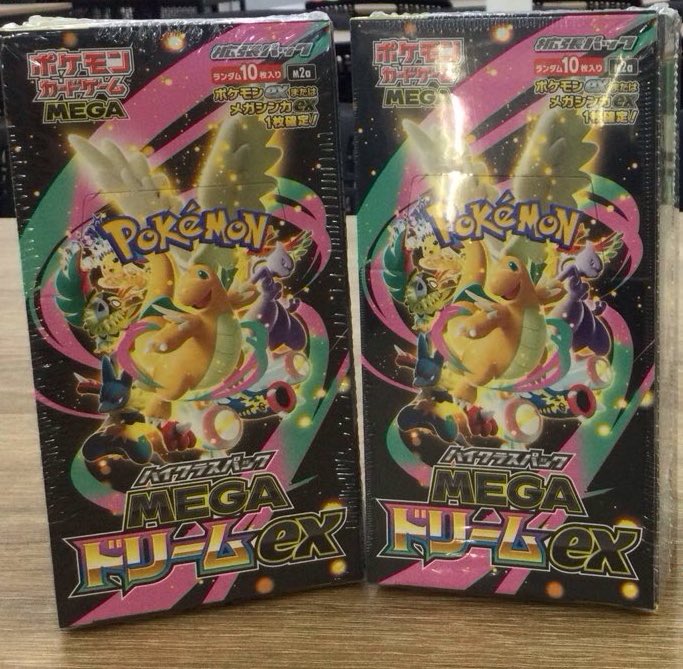 ポケモン
カードゲーム
MEGA
拡張パック
ランダム10枚入り
m2a
ポケモンexまたは
メガシンカex
1枚確定!
POKéMON
ハイクラスパック
MEGA
ドリームex
ポケモン
カードゲーム
MEGA
拡張パック
ランダム10枚入り
m2a
ポケモンexまたは
メガシンカex
1枚確定!
POKéMON
ハイクラスパック
MEGA
ドリームex